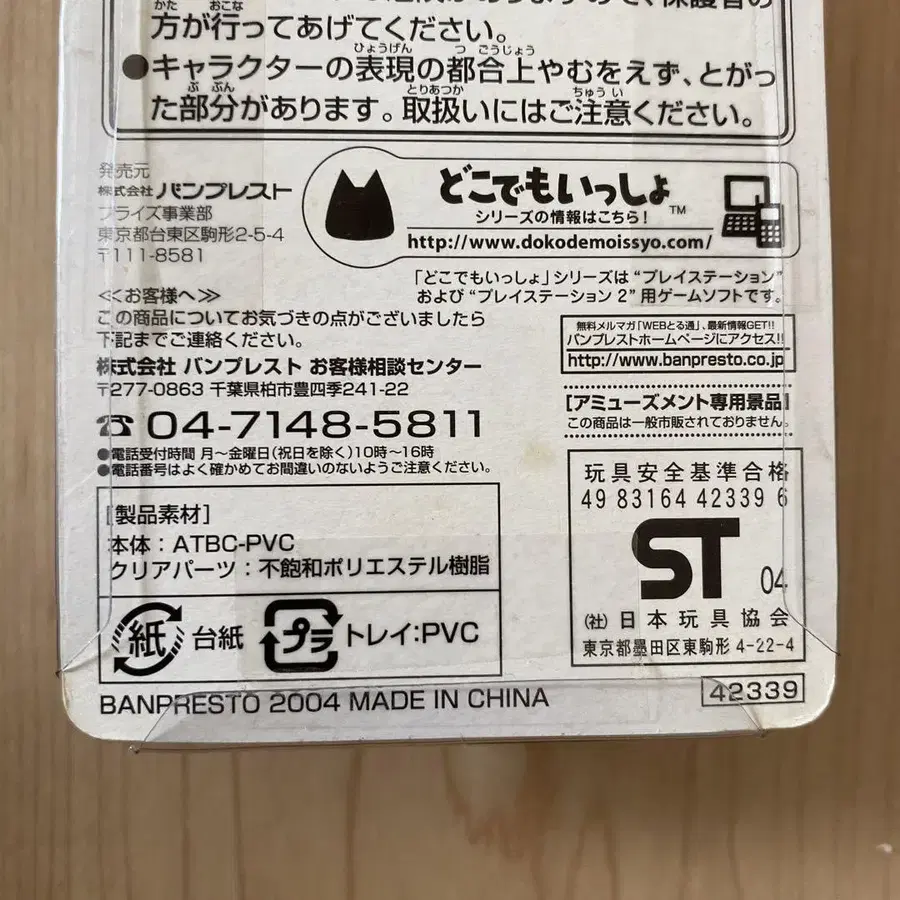 方が行ってあげてください。
●キャラクターの表現の都合上やむをえず、とがっ
た部分があります。取扱いにはご注意ください。
発売元
株式会社 バンプレスト
プライズ事業部
東京都台東区駒形2-5-4
〒111-8581
どこでもいっしょ™
シリーズの情報はこちら！
http://www.dokodemoissyo.com/
「どこでもいっしょ」シリーズは“プレイステーション”
および“プレイステーション 2”用ゲームソフトです。
≪お客様へ≫
この商品についてお気づきの点がございましたら
下記までご連絡ください。
株式会社 バンプレスト お客様相談センター
〒277-0863 千葉県柏市豊四季241-22
☎ 04-7148-5811
●電話受付時間 月～金曜日(祝日を除く)10時～16時
●電話番号はよく確かめてお間違いのないようご注意ください。
無料メルマガ「WEBとる通」、最新情報GET!!
バンプレストホームページにアクセス!!
http://www.banpresto.co.jp
[アミューズメント専用景品]
この商品は一般市販されておりません。
[製品素材]
本体：ATBC-PVC
クリアパーツ：不飽和ポリエステル樹脂
紙 台紙 プラ トレイ:PVC
玩具安全基準合格
49 83164 42339 6
ST 04
(社) 日本玩具協会
東京都墨田区東駒形 4-22-4
BANPRESTO 2004 MADE IN CHINA
42339